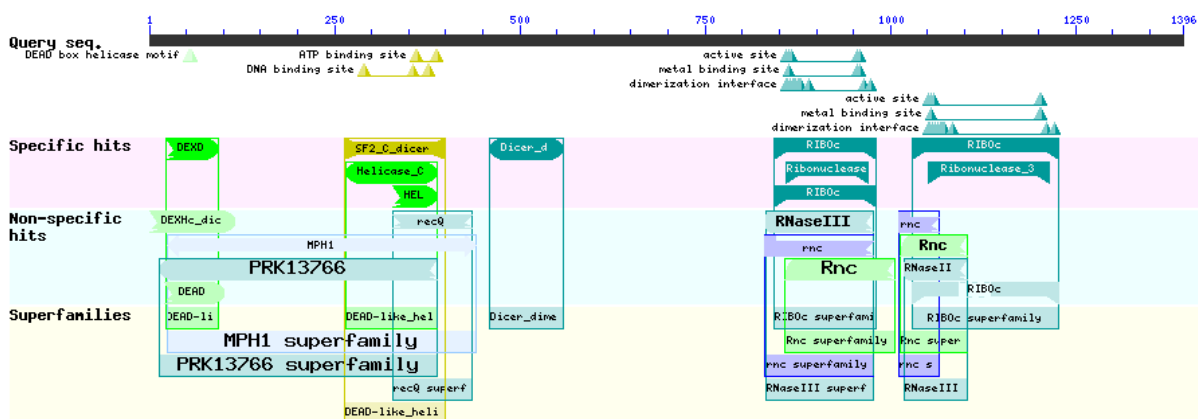 1 250 500 750 1000 1250 1396
Query seq.
DEAD box helicase motif ATP binding site active site
DNA binding site metal binding site
dimerization interface
active site
metal binding site
dimerization interface
Specific hits DEXD SF2_C_dicer Dicer_d RIBOc RIBOc
Helicase_C Ribonuclease Ribonuclease_3
HEL RIBOc
Non-specific hits DEXHc_dic recQ RNaseIII rnc
MPH1 rnc Rnc
PRK13766 Rnc RNaseII
DEAD RIBOc
Superfamilies DEAD-li DEAD-like_hel Dicer_dime RIBOc superfami RIBOc superfamily
MPH1 superfamily Rnc superfamily Rnc super
PRK13766 superfamily rnc superfamily rnc s
recQ superf RNaseIII superf RNaseIII
DEAD-like_heli